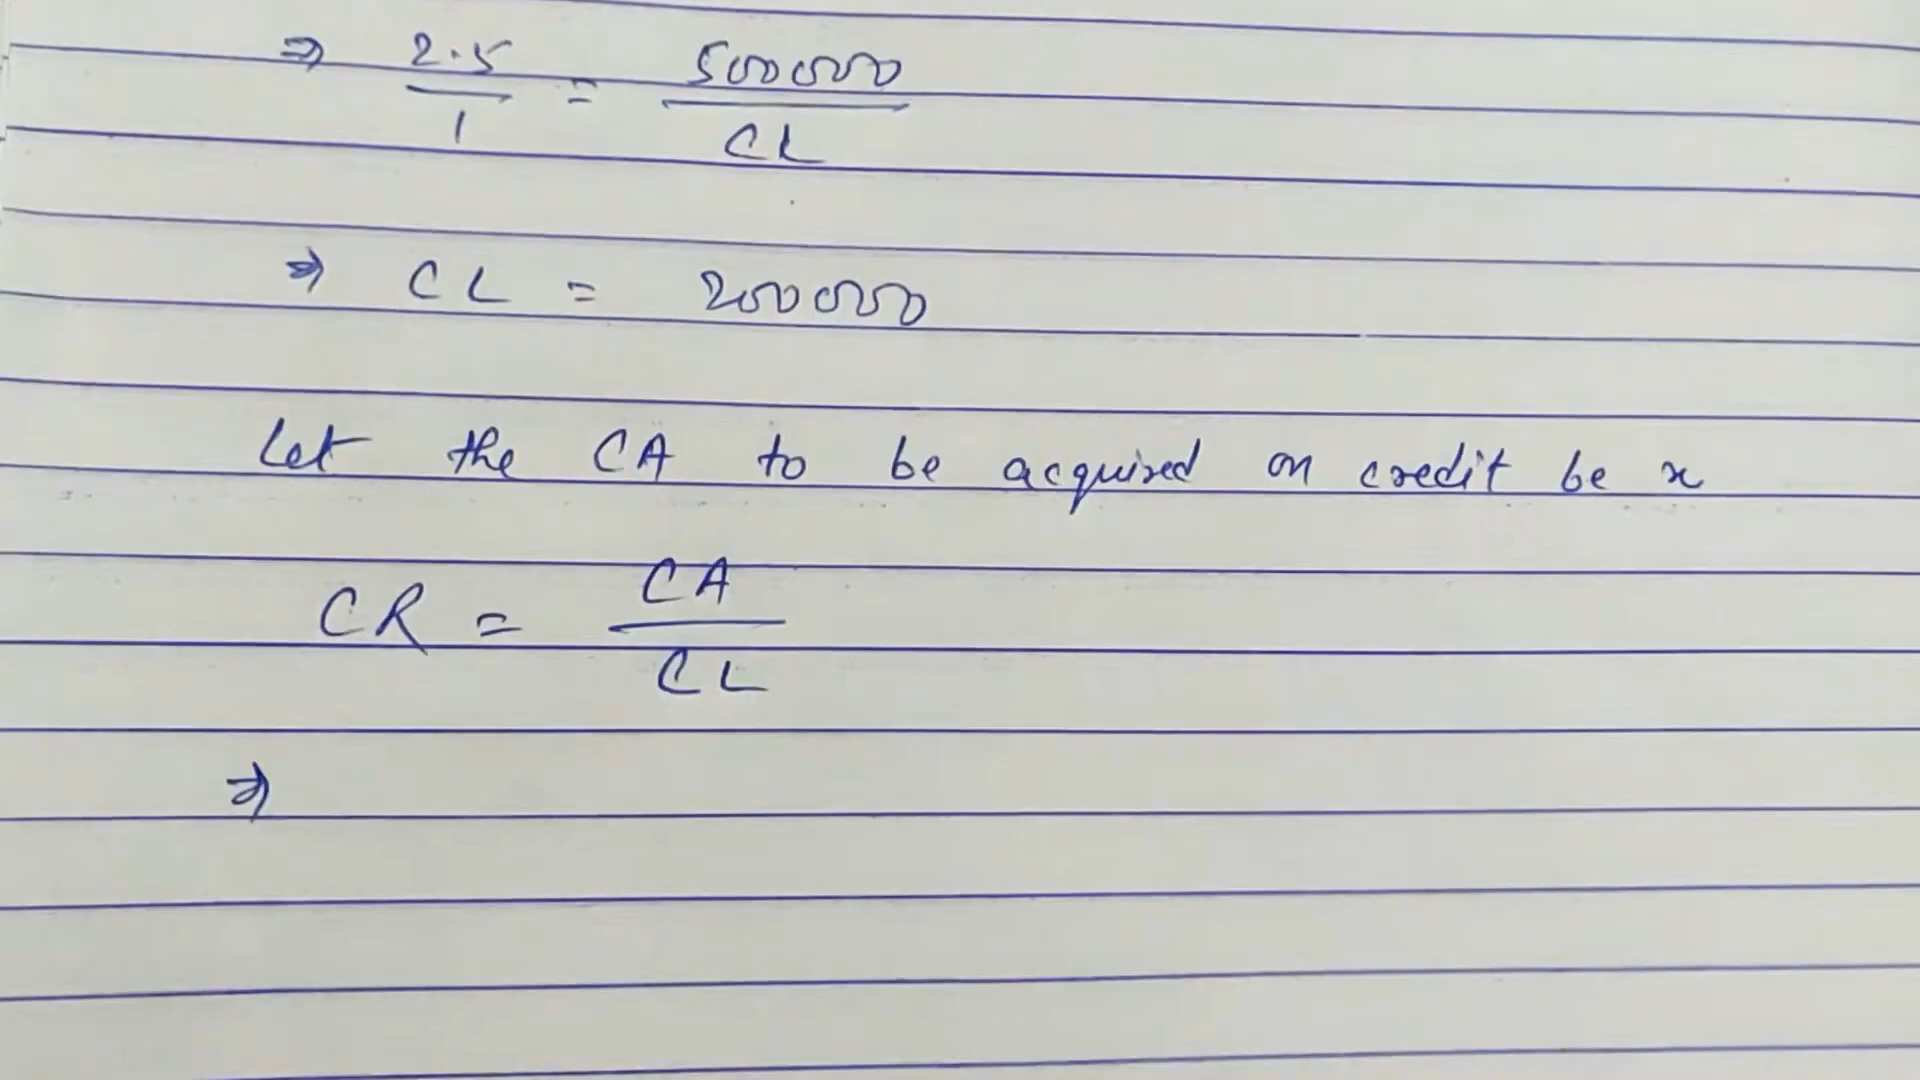 ⇒ 2.5/1 = 500000/CL
⇒ CL = 200000
Let the CA to be acquired on credit be x
CR = CA/CL
⇒